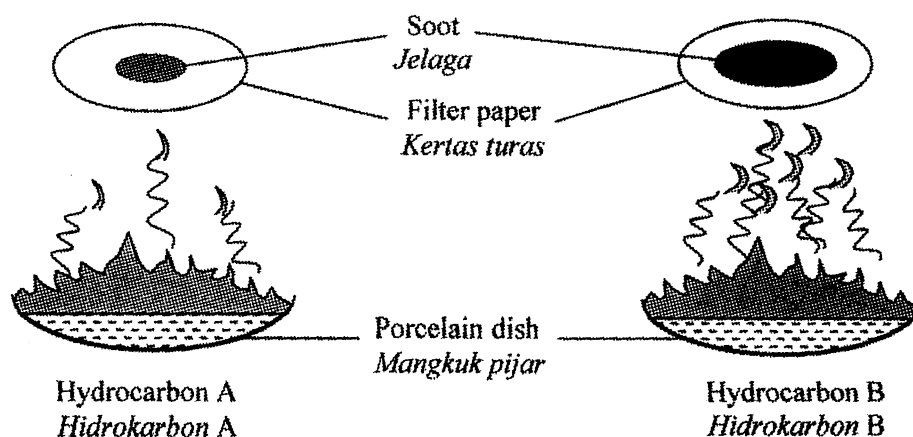 Soot
Jelaga
Filter paper
Kertas turas
Porcelain dish
Mangkuk pijar
Hydrocarbon A
Hidrokarbon A
Hydrocarbon B
Hidrokarbon B